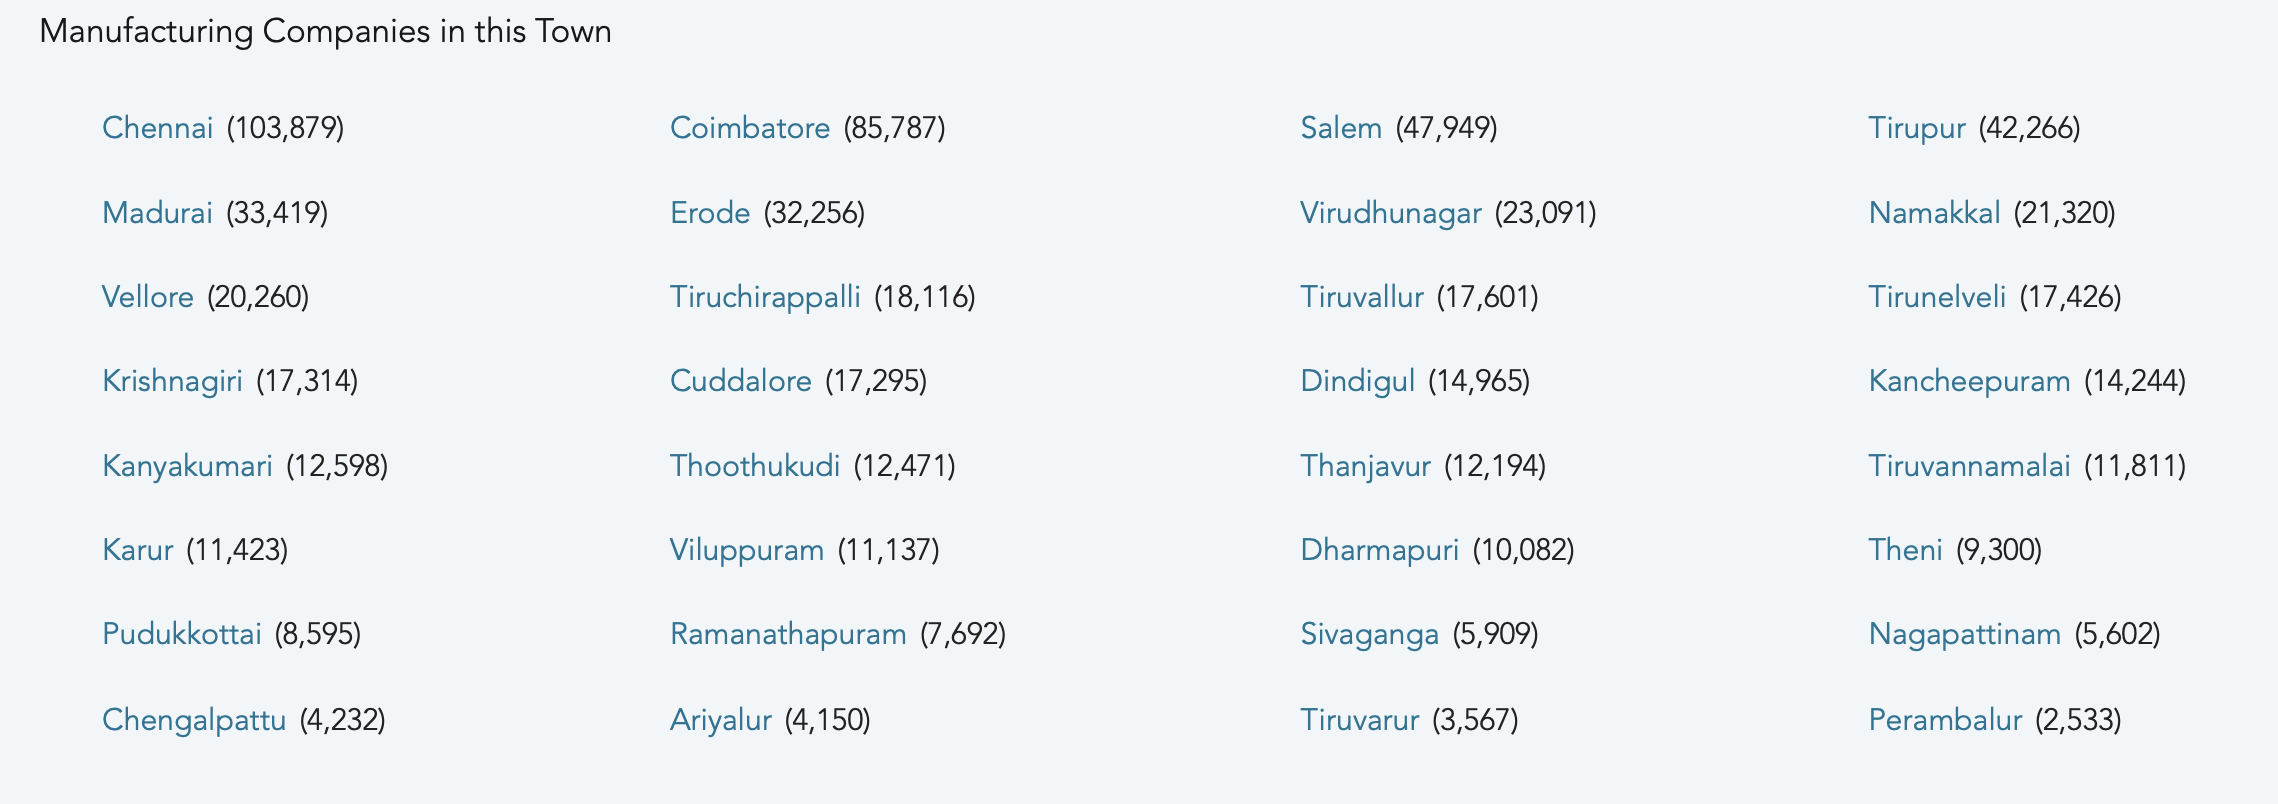 Manufacturing Companies in this Town
Chennai (103,879) Coimbatore (85,787) Salem (47,949) Tirupur (42,266)
Madurai (33,419) Erode (32,256) Virudhunagar (23,091) Namakkal (21,320)
Vellore (20,260) Tiruchirappalli (18,116) Tiruvallur (17,601) Tirunelveli (17,426)
Krishnagiri (17,314) Cuddalore (17,295) Dindigul (14,965) Kancheepuram (14,244)
Kanyakumari (12,598) Thoothukudi (12,471) Thanjavur (12,194) Tiruvannamalai (11,811)
Karur (11,423) Viluppuram (11,137) Dharmapuri (10,082) Theni (9,300)
Pudukkottai (8,595) Ramanathapuram (7,692) Sivaganga (5,909) Nagapattinam (5,602)
Chengalpattu (4,232) Ariyalur (4,150) Tiruvarur (3,567) Perambalur (2,533)